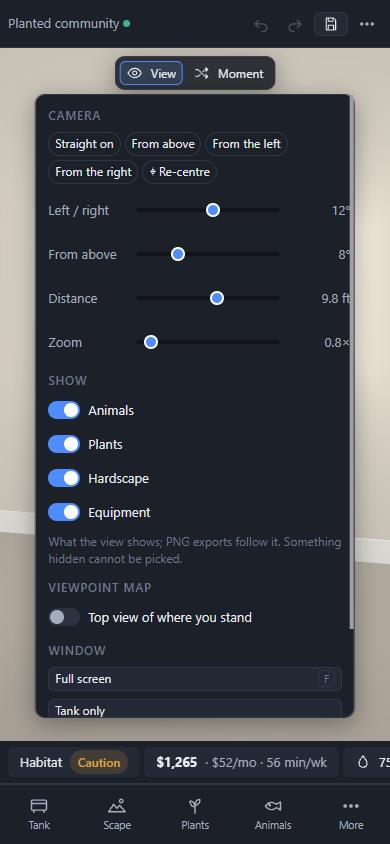 Planted community
View
Moment
CAMERA
Straight on
From above
From the left
From the right
⌖ Re-centre
Left / right
12°
From above
8°
Distance
9.8 ft
Zoom
0.8×
SHOW
Animals
Plants
Hardscape
Equipment
What the view shows; PNG exports follow it. Something
hidden cannot be picked.
VIEWPOINT MAP
Top view of where you stand
WINDOW
Full screen
F
Tank only
Habitat
Caution
$1,265 · $52/mo · 56 min/wk
75
Tank
Scape
Plants
Animals
More